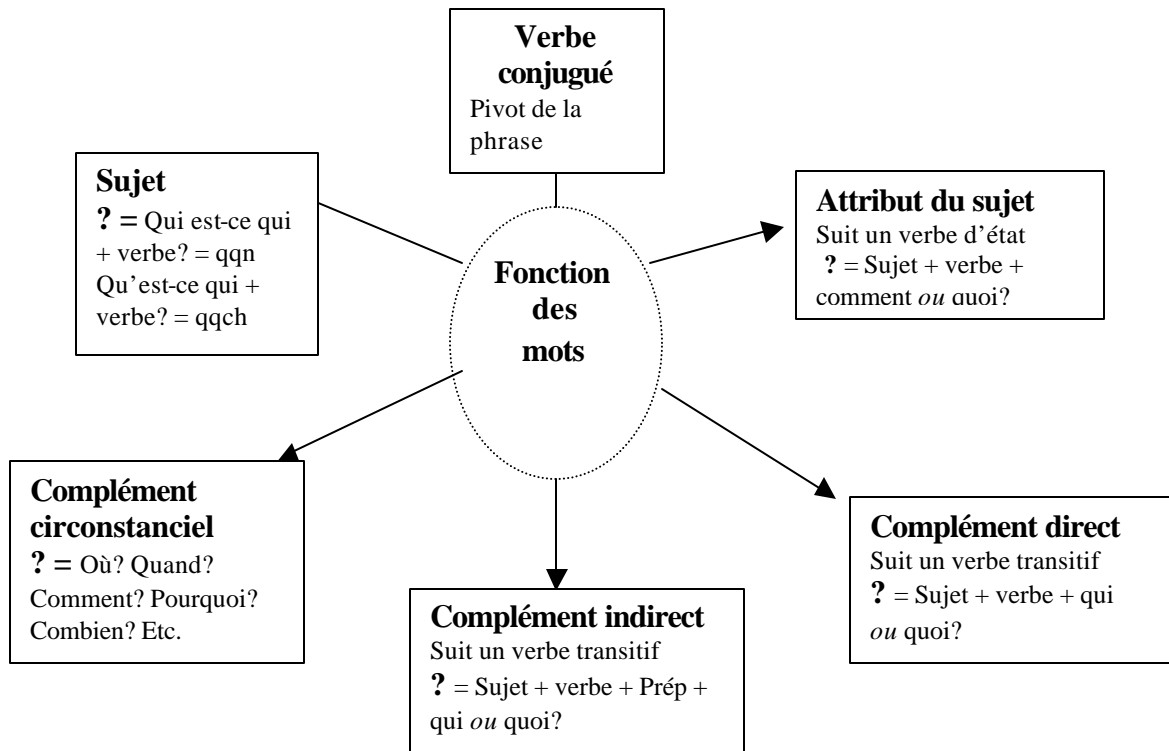 Verbe
conjugué
Pivot de la
phrase
Sujet
? = Qui est-ce qui
+ verbe? = qqn
Qu’est-ce qui +
verbe? = qqch
Attribut du sujet
Suit un verbe d’état
? = Sujet + verbe +
comment ou quoi?
Fonction
des
mots
Complément
circonstanciel
? = Où? Quand?
Comment? Pourquoi?
Combien? Etc.
Complément indirect
Suit un verbe transitif
? = Sujet + verbe + Prép +
qui ou quoi?
Complément direct
Suit un verbe transitif
? = Sujet + verbe + qui
ou quoi?